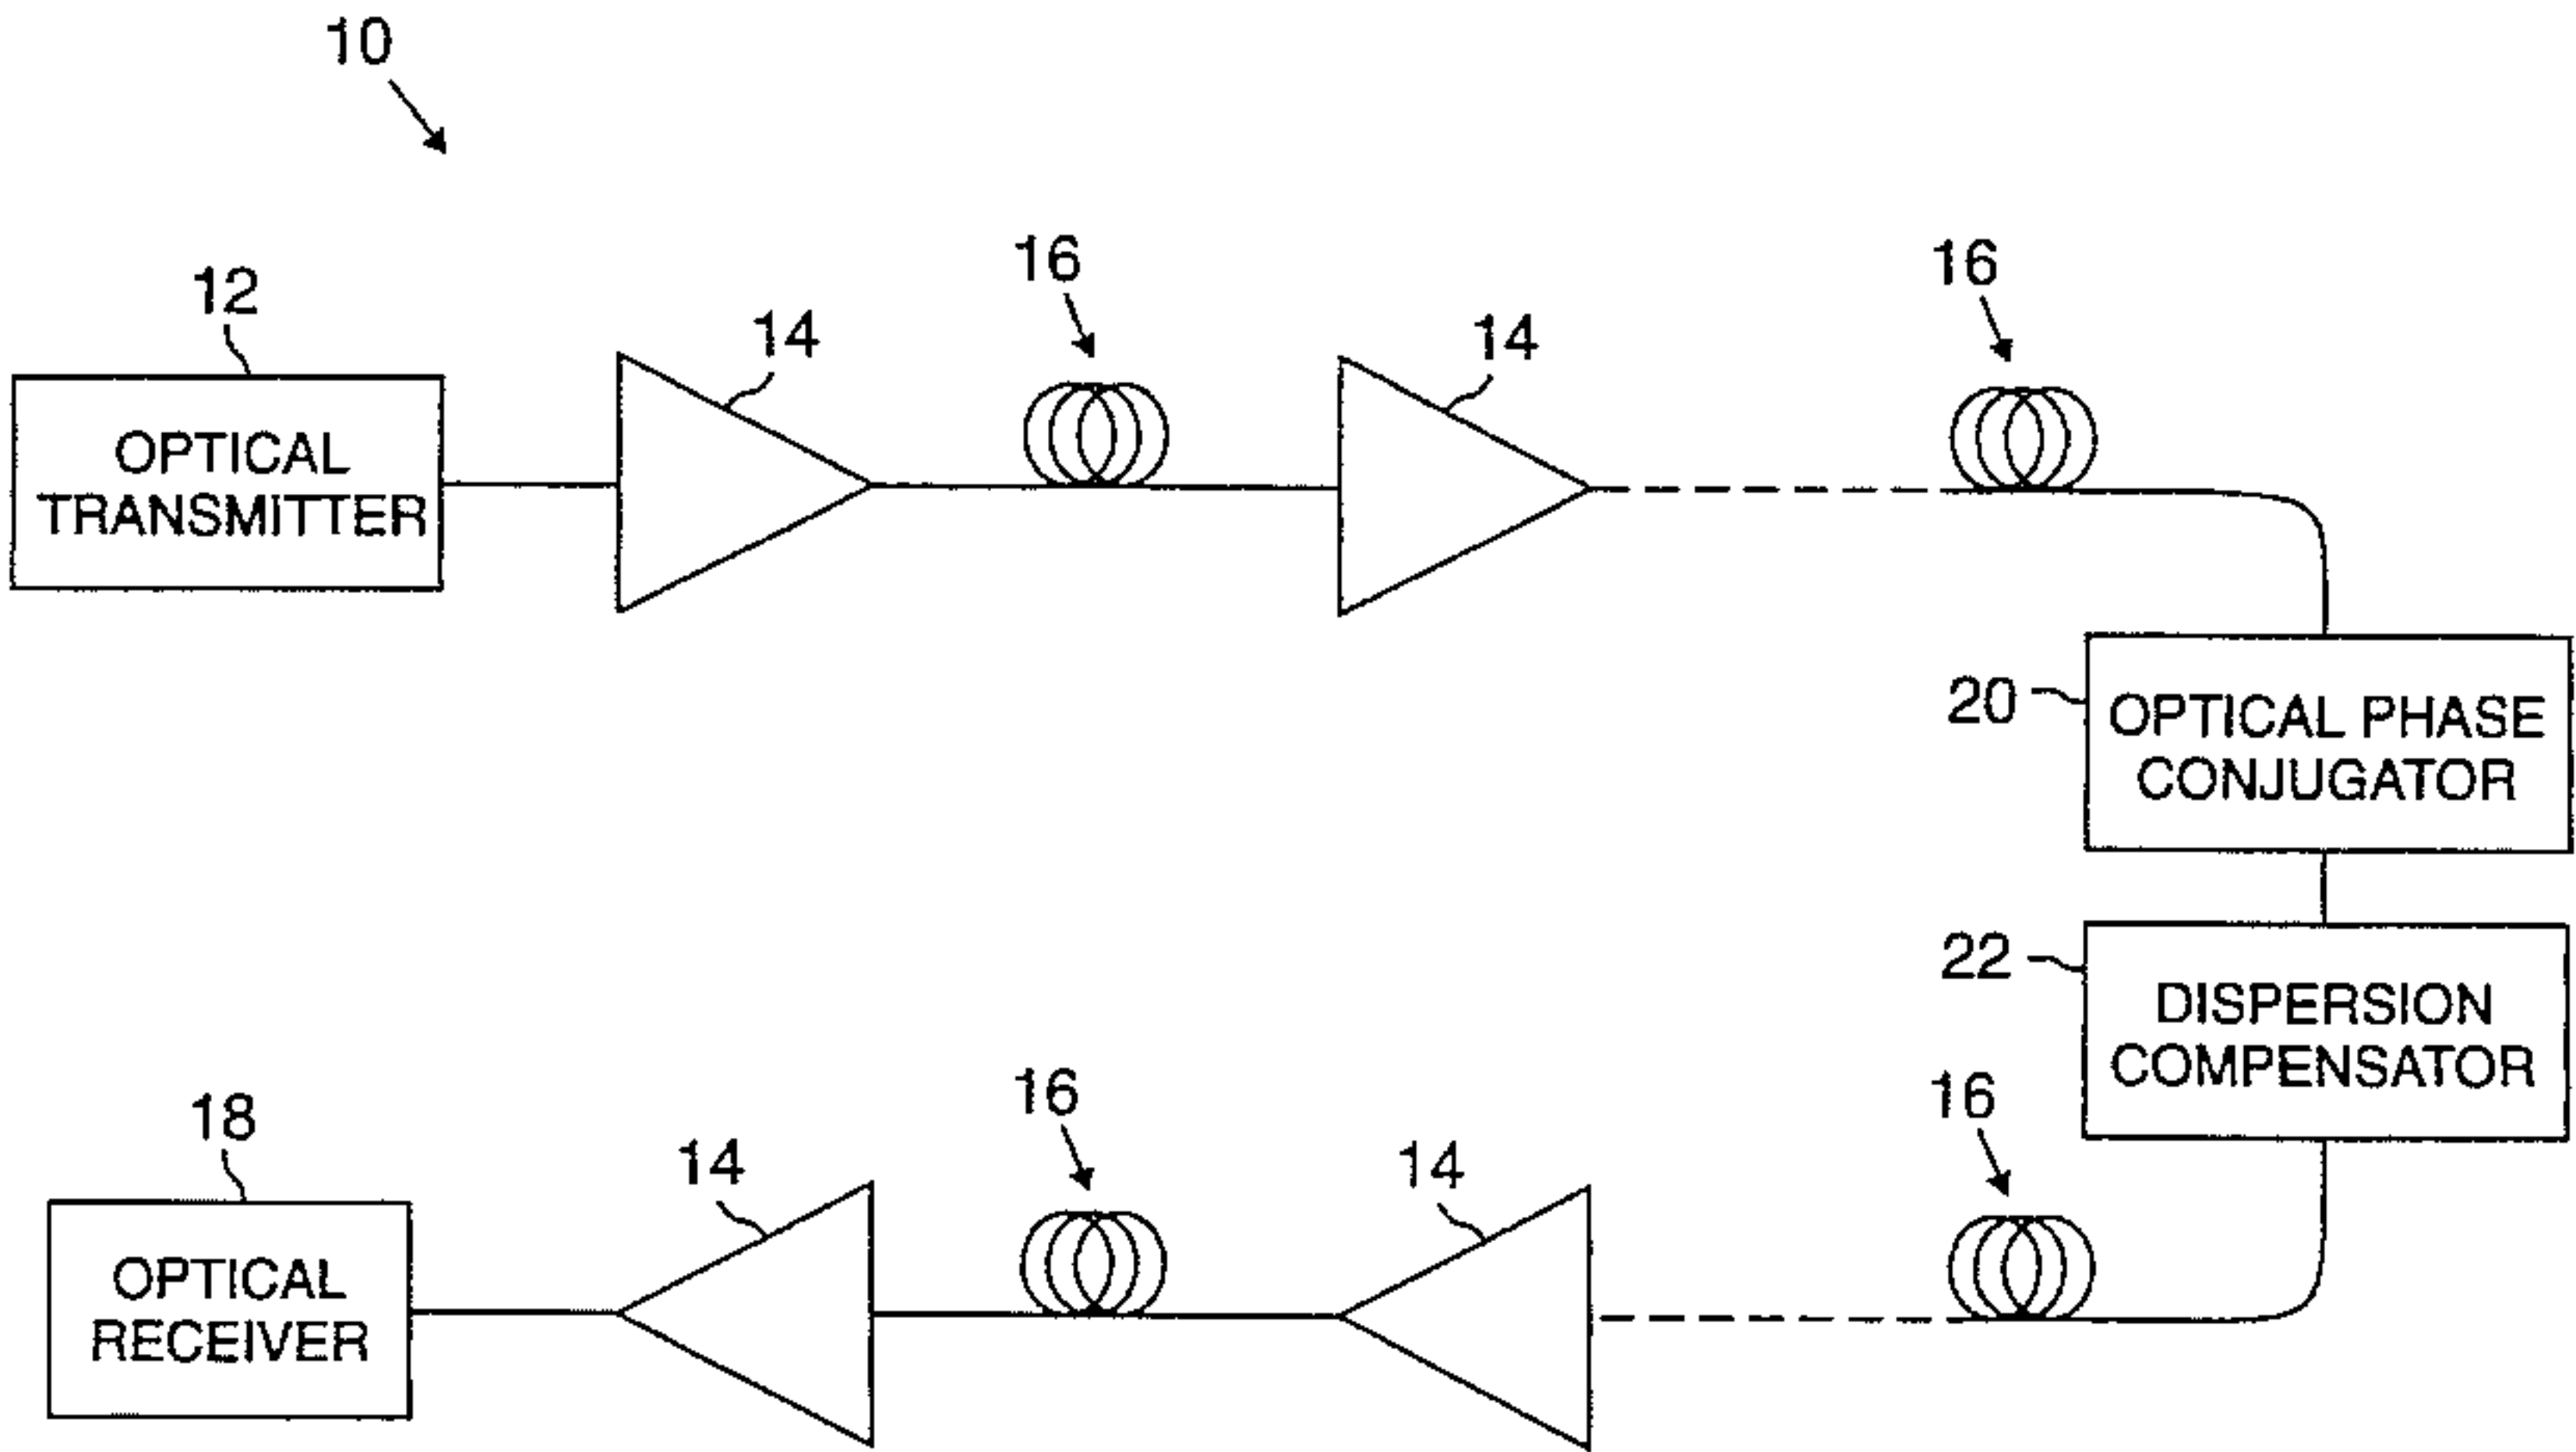 10
16
16
12
14
14
OPTICAL
TRANSMITTER
20
OPTICAL PHASE
CONJUGATOR
22
DISPERSION
COMPENSATOR
16
16
18
14
14
OPTICAL
RECEIVER